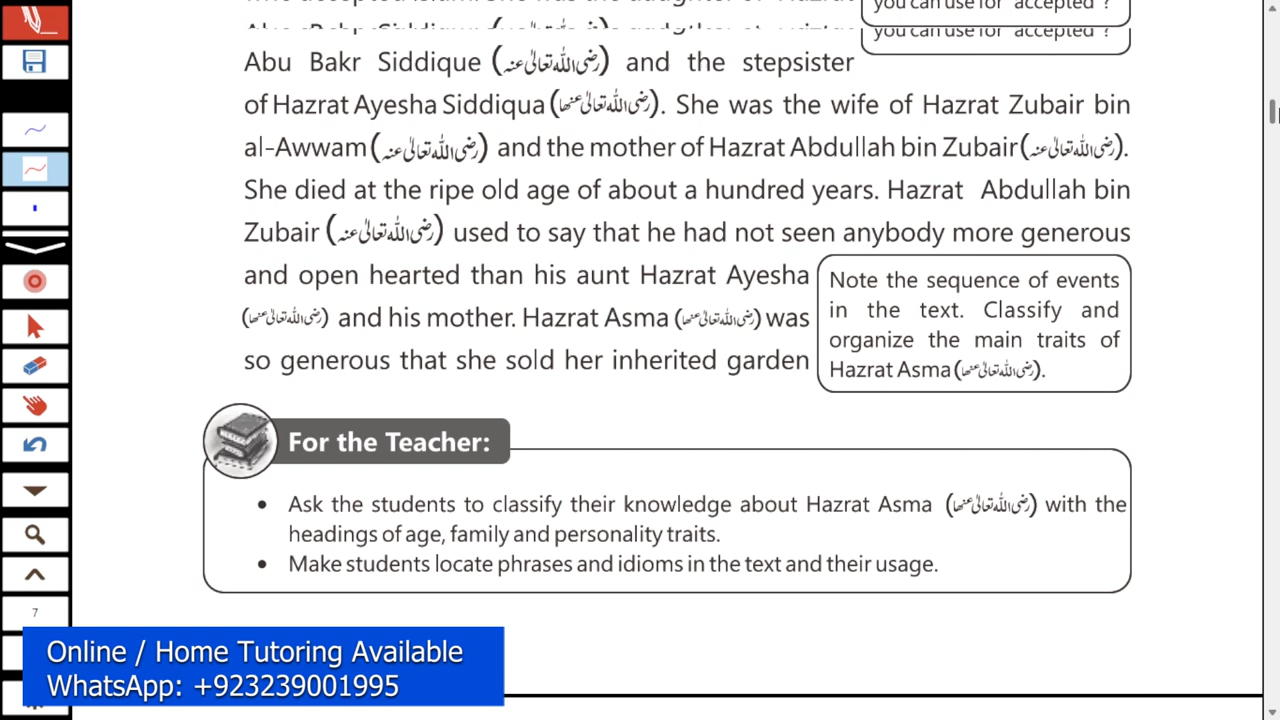 you can use for "accepted"?
you can use for "accepted"?
Abu Bakr Siddique (رضی اللہ تعالیٰ عنہ) and the stepsister
of Hazrat Ayesha Siddiqua (رضی اللہ تعالیٰ عنھا). She was the wife of Hazrat Zubair bin
al-Awwam (رضی اللہ تعالیٰ عنہ) and the mother of Hazrat Abdullah bin Zubair (رضی اللہ تعالیٰ عنہ).
She died at the ripe old age of about a hundred years. Hazrat Abdullah bin
Zubair (رضی اللہ تعالیٰ عنہ) used to say that he had not seen anybody more generous
and open hearted than his aunt Hazrat Ayesha
(رضی اللہ تعالیٰ عنھا) and his mother. Hazrat Asma (رضی اللہ تعالیٰ عنھا) was
so generous that she sold her inherited garden
Note the sequence of events
in the text. Classify and
organize the main traits of
Hazrat Asma (رضی اللہ تعالیٰ عنھا).
For the Teacher:
• Ask the students to classify their knowledge about Hazrat Asma (رضی اللہ تعالیٰ عنھا) with the
headings of age, family and personality traits.
• Make students locate phrases and idioms in the text and their usage.
7
Online / Home Tutoring Available
WhatsApp: +923239001995